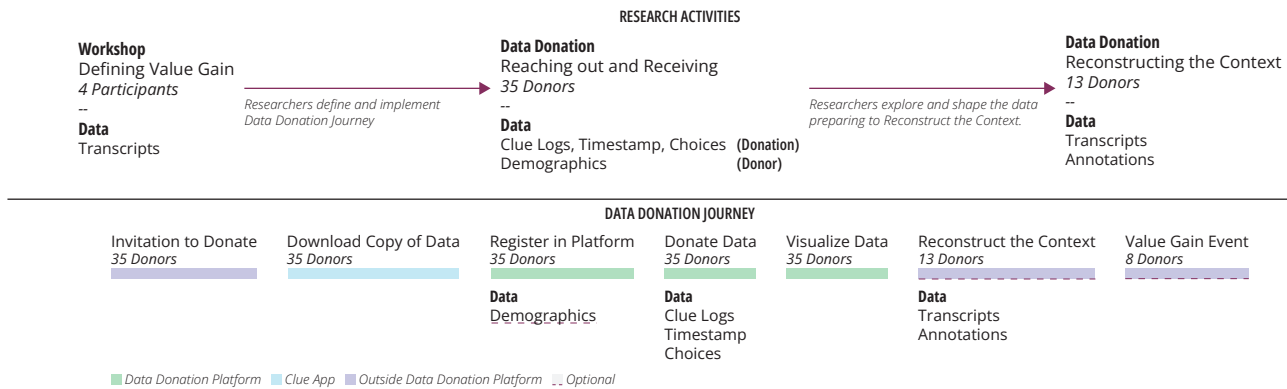 RESEARCH ACTIVITIES
Workshop
Defining Value Gain
4 Participants
--
Data
Transcripts
Researchers define and implement
Data Donation Journey
Data Donation
Reaching out and Receiving
35 Donors
--
Data
Clue Logs, Timestamp, Choices (Donation)
Demographics (Donor)
Researchers explore and shape the data
preparing to Reconstruct the Context.
Data Donation
Reconstructing the Context
13 Donors
--
Data
Transcripts
Annotations
DATA DONATION JOURNEY
Invitation to Donate
35 Donors
Download Copy of Data
35 Donors
Register in Platform
35 Donors
Data
Demographics
Donate Data
35 Donors
Data
Clue Logs
Timestamp
Choices
Visualize Data
35 Donors
Reconstruct the Context
13 Donors
Data
Transcripts
Annotations
Value Gain Event
8 Donors
Data Donation Platform Clue App Outside Data Donation Platform Optional